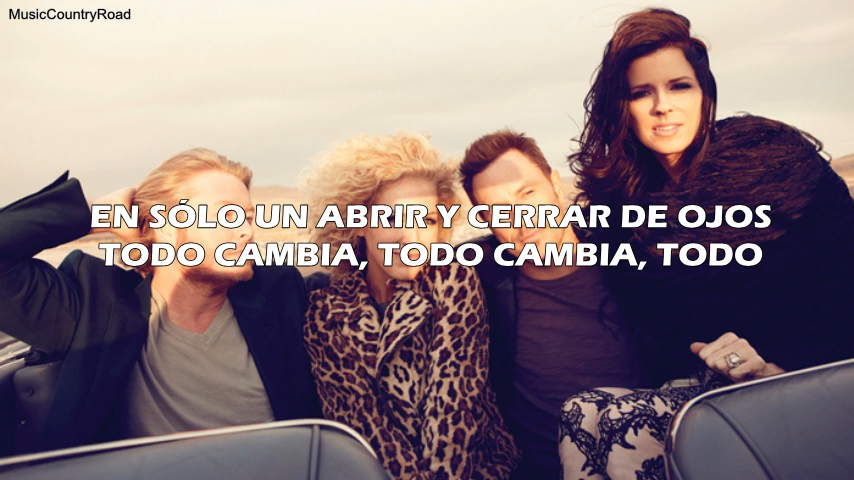 MusicCountryRoad
EN SÓLO UN ABRIR Y CERRAR DE OJOS
TODO CAMBIA, TODO CAMBIA, TODO